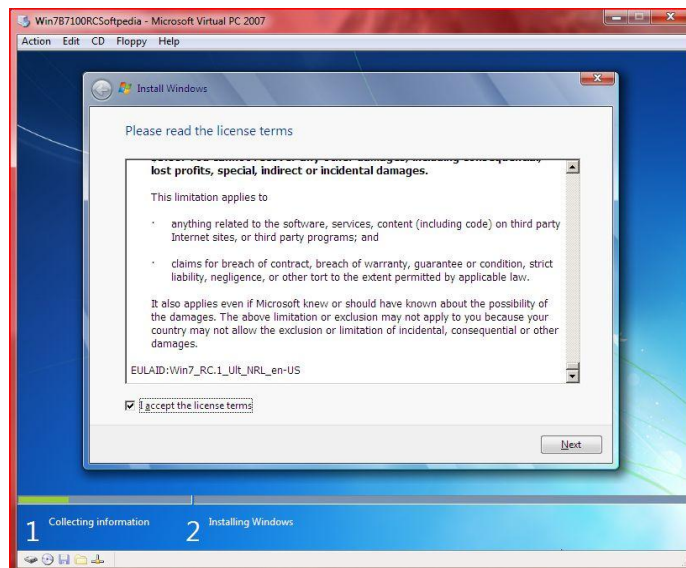 Win7B7100RCSoftpedia - Microsoft Virtual PC 2007
Action Edit CD Floppy Help
Install Windows
Please read the license terms
lost profits, special, indirect or incidental damages.
This limitation applies to
· anything related to the software, services, content (including code) on third party
Internet sites, or third party programs; and
· claims for breach of contract, breach of warranty, guarantee or condition, strict
liability, negligence, or other tort to the extent permitted by applicable law.
It also applies even if Microsoft knew or should have known about the possibility of
the damages. The above limitation or exclusion may not apply to you because your
country may not allow the exclusion or limitation of incidental, consequential or other
damages.
EULAID:Win7_RC.1_Ult_NRL_en-US
I accept the license terms
Next
1 Collecting information 2 Installing Windows